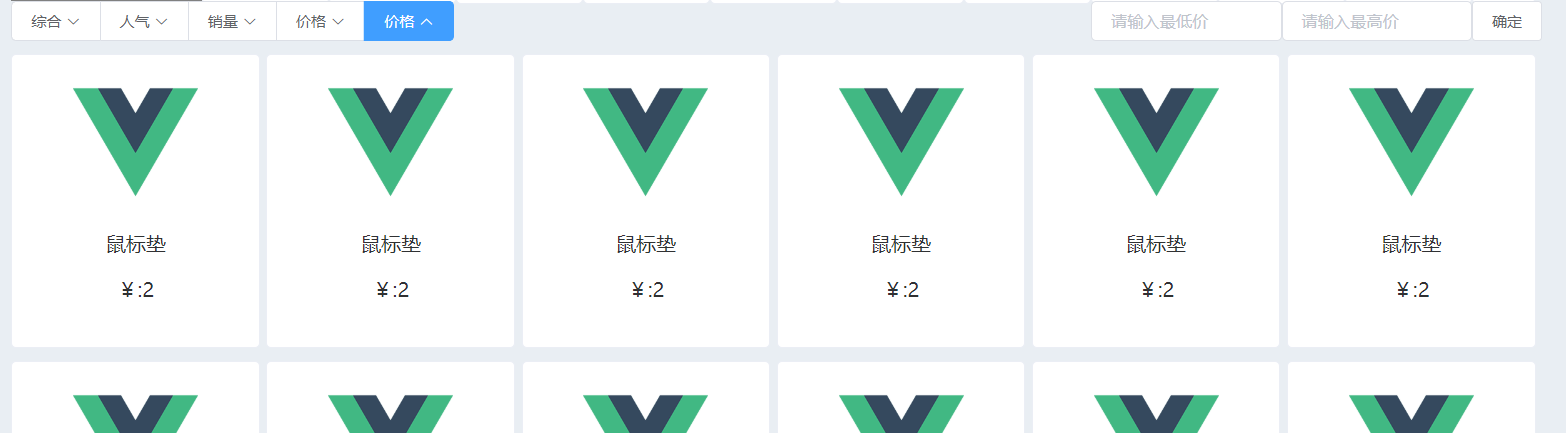 综合 人气 销量 价格 价格 请输入最低价 请输入最高价 确定
鼠标垫 鼠标垫 鼠标垫 鼠标垫 鼠标垫 鼠标垫
￥:2 ￥:2 ￥:2 ￥:2 ￥:2 ￥:2